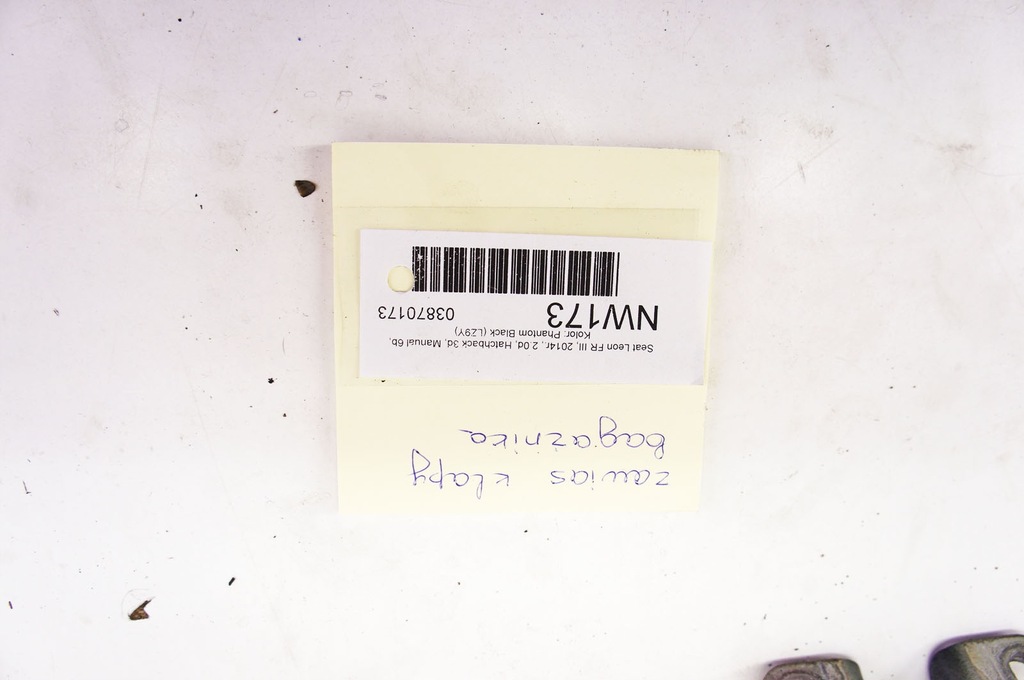 zawias klapy
bagażnika
Seat Leon FR III, 2014r., 2.0d, Hatchback 3d, Manual 6b,
Kolor: Phantom Black (LZ9Y)
NW173 03870173